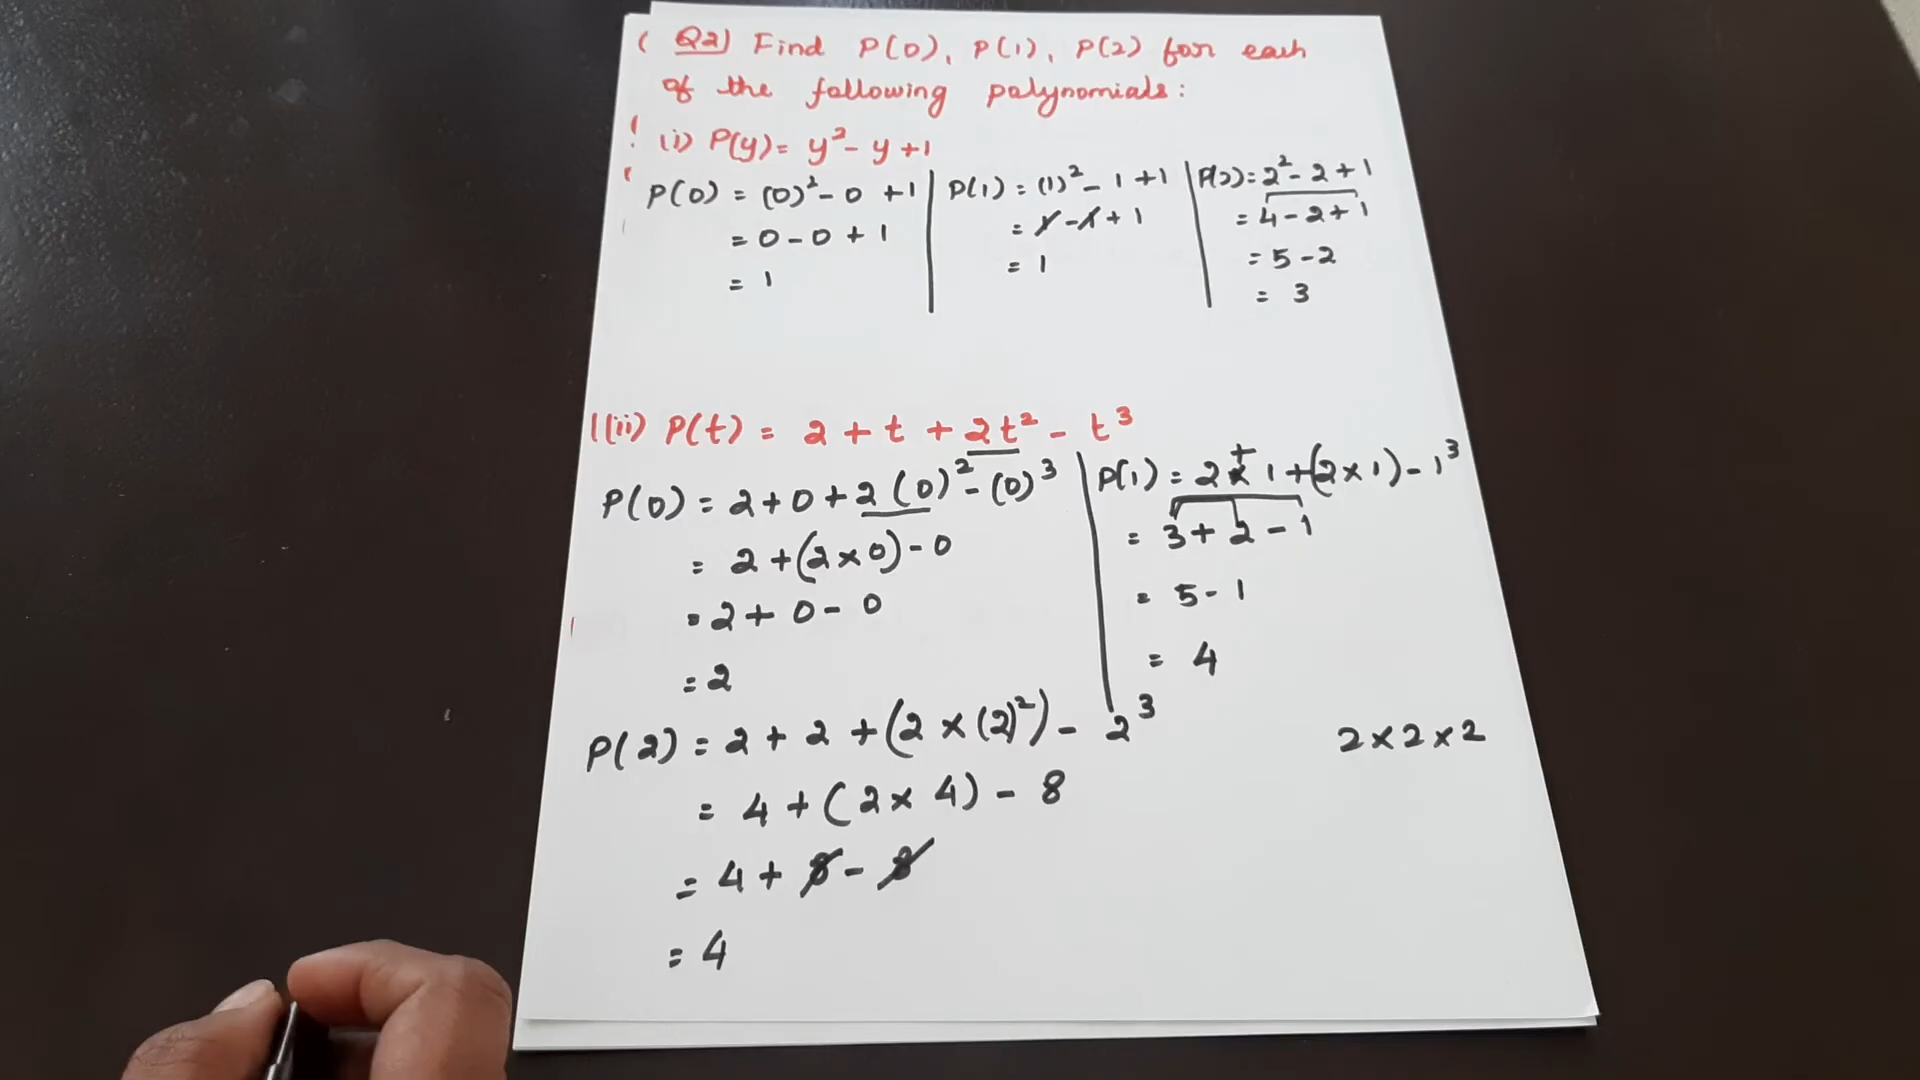 Q2) Find P(0), P(1), P(2) for each
of the following polynomials:
(i) P(y) = y² - y + 1
P(0) = (0)² - 0 + 1
= 0 - 0 + 1
= 1
P(1) = (1)² - 1 + 1
= 1 - 1 + 1
= 1
P(2) = 2² - 2 + 1
= 4 - 2 + 1
= 5 - 2
= 3
(ii) P(t) = 2 + t + 2t² - t³
P(0) = 2 + 0 + 2 (0)² - (0)³
= 2 + (2 × 0) - 0
= 2 + 0 - 0
= 2
P(1) = 2 + 1 + (2 × 1) - 1³
= 3 + 2 - 1
= 5 - 1
= 4
P(2) = 2 + 2 + (2 × (2)²) - 2³
= 4 + (2 × 4) - 8
= 4 + 8 - 8
= 4
2 × 2 × 2